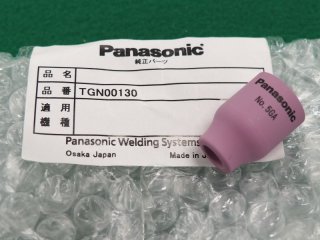 Panasonic
純正パーツ
品名
品番 TGN00130
適用
機種
Panasonic Welding Systems
Osaka Japan Made in J
Panasonic
No. 5GA